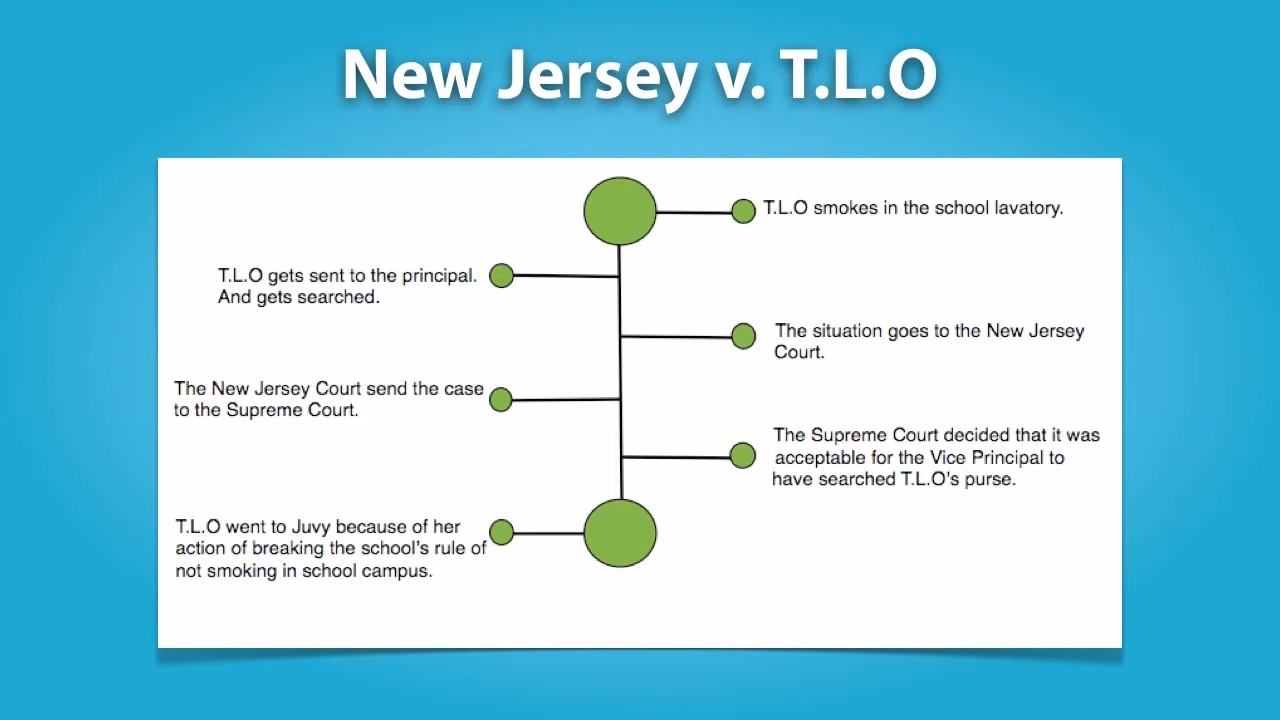 New Jersey v. T.L.O
T.L.O smokes in the school lavatory.
T.L.O gets sent to the principal.
And gets searched.
The situation goes to the New Jersey
Court.
The New Jersey Court send the case
to the Supreme Court.
The Supreme Court decided that it was
acceptable for the Vice Principal to
have searched T.L.O's purse.
T.L.O went to Juvy because of her
action of breaking the school's rule of
not smoking in school campus.